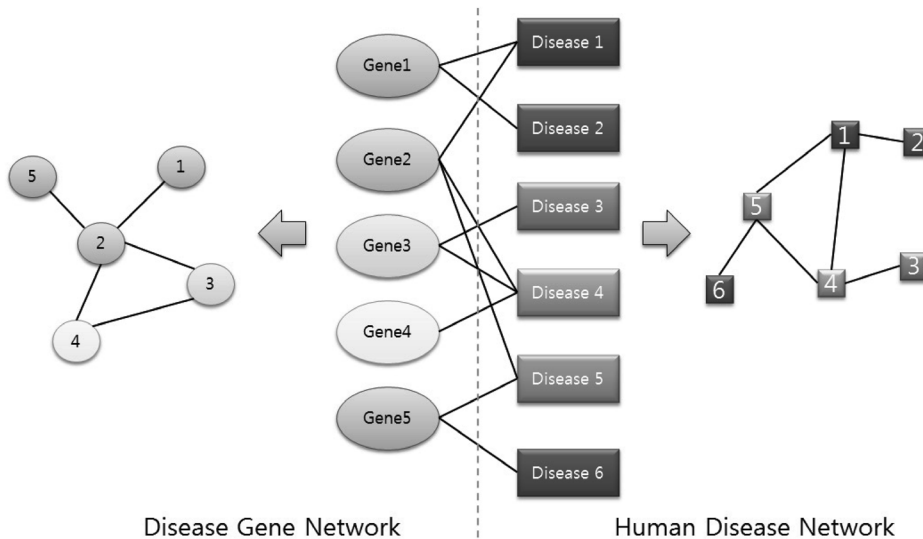 5
1
2
3
4
Gene1
Gene2
Gene3
Gene4
Gene5
Disease 1
Disease 2
Disease 3
Disease 4
Disease 5
Disease 6
1
2
5
3
4
6
Disease Gene Network
Human Disease Network